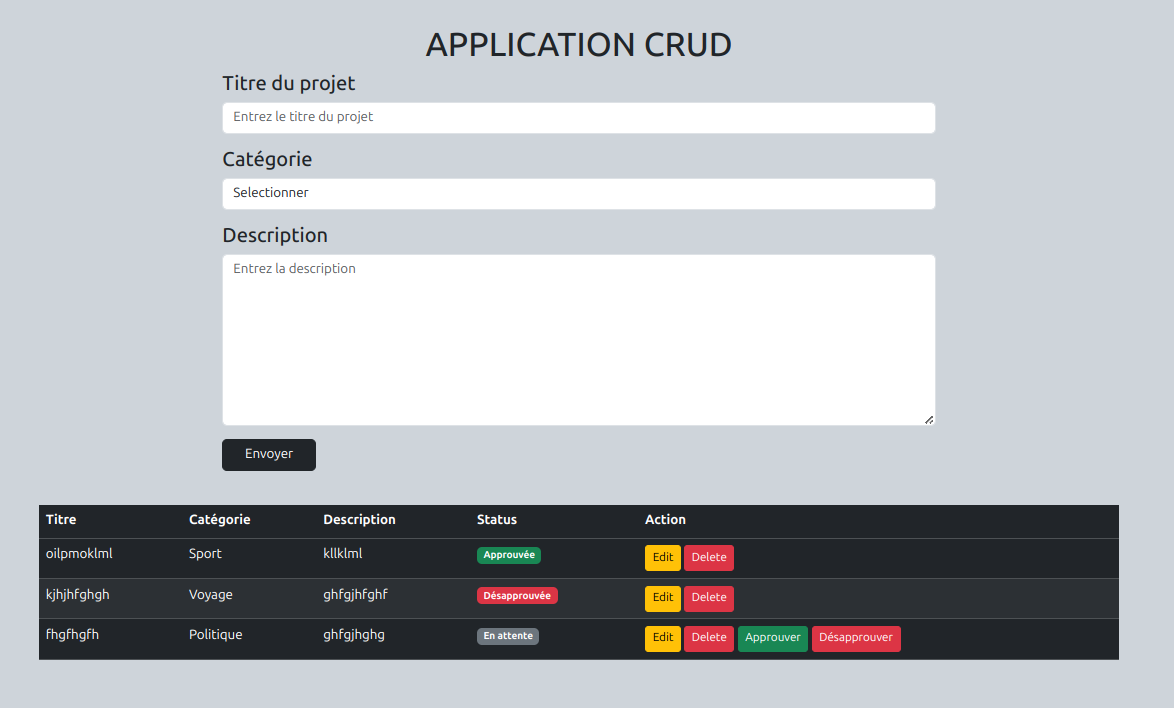 APPLICATION CRUD
Titre du projet
Entrez le titre du projet
Catégorie
Selectionner
Description
Entrez la description
Envoyer
Titre Catégorie Description Status Action
oilpmoklml Sport kllklml Approuvée Edit Delete
kjhjhfghgh Voyage ghfgjhfghf Désapprouvée Edit Delete
fhgfhgfh Politique ghfgjhghg En attente Edit Delete Approuver Désapprouver